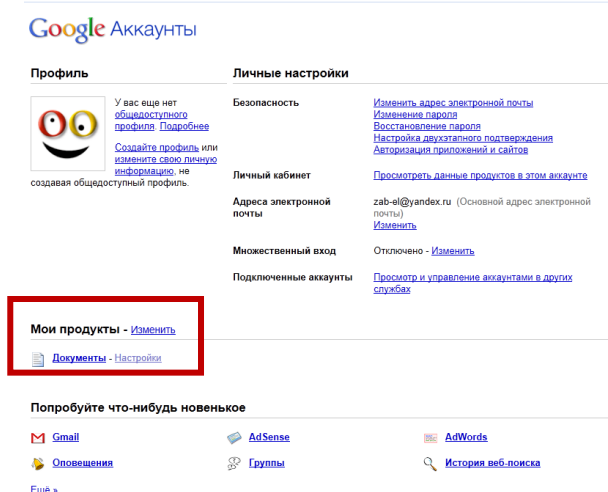 Google Аккаунты
Профиль
У вас еще нет
общедоступного
профиля. Подробнее
Создайте профиль или
измените свою личную
информацию, не
создавая общедоступный профиль.
Личные настройки
Безопасность
Изменить адрес электронной почты
Изменение пароля
Восстановление пароля
Настройка двухэтапного подтверждения
Авторизация приложений и сайтов
Личный кабинет
Просмотреть данные продуктов в этом аккаунте
Адреса электронной
почты
zab-el@yandex.ru (Основной адрес электронной
почты)
Изменить
Множественный вход
Отключено - Изменить
Подключенные аккаунты
Просмотр и управление аккаунтами в других
службах
Мои продукты - Изменить
Документы - Настройки
Попробуйте что-нибудь новенькое
Gmail
AdSense
AdWords
Оповещения
Группы
История веб-поиска
Ещё »